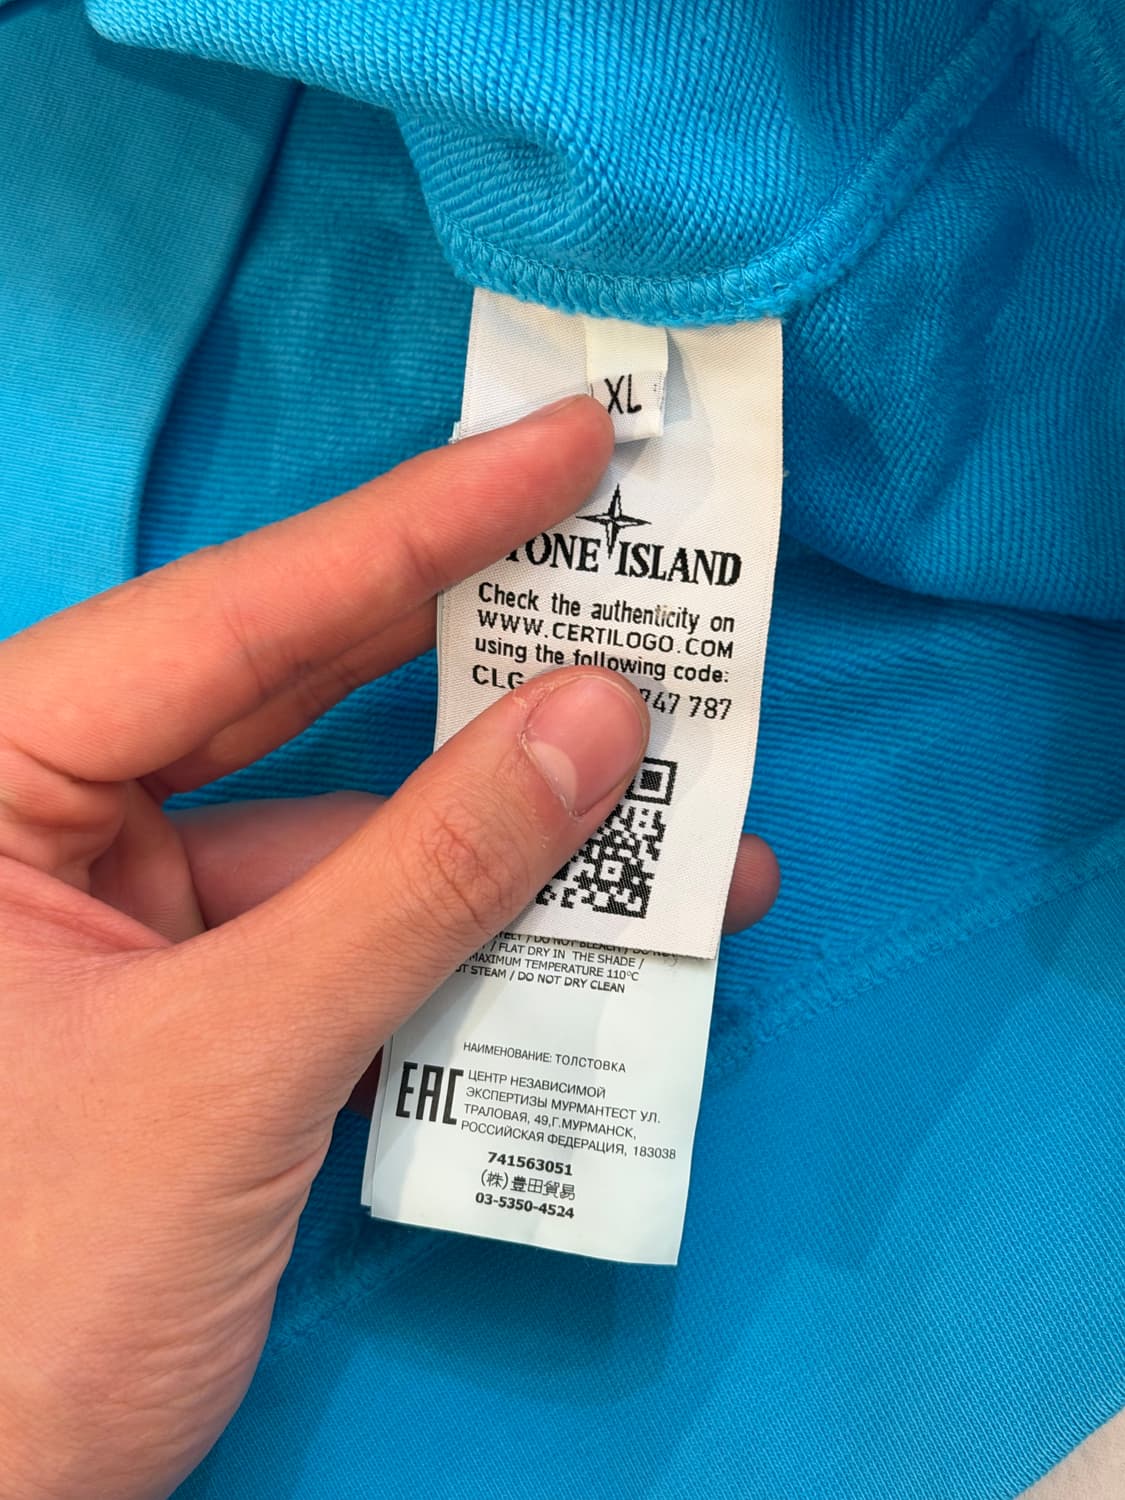 XL
ISLAND
Check the authenticity on
WWW.CERTILOGO.COM
using the following code:
CLG 747 787
/ DO NOT BLEACH /
/ FLAT DRY IN THE SHADE /
MAXIMUM TEMPERATURE 110°C
STEAM / DO NOT DRY CLEAN
НАИМЕНОВАНИЕ: ТОЛСТОВКА
EAC
ЦЕНТР НЕЗАВИСИМОЙ
ЭКСПЕРТИЗЫ МУРМАНТЕСТ УЛ.
ТРАЛОВАЯ, 49,Г.МУРМАНСК,
РОССИЙСКАЯ ФЕДЕРАЦИЯ, 183038
741563051
(株)豊田貿易
03-5350-4524